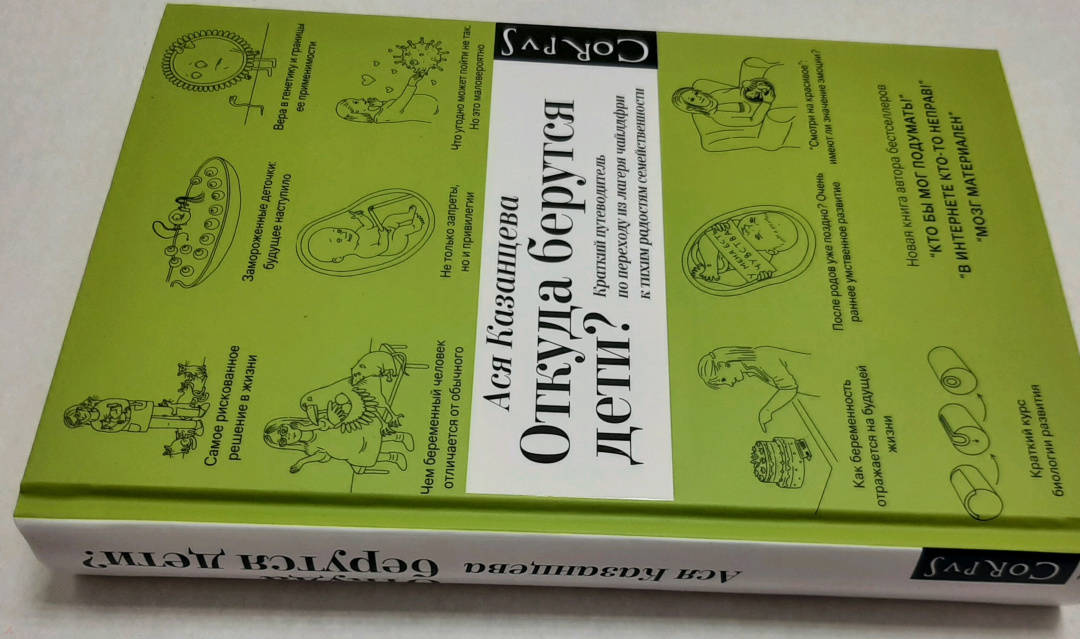 Самое рискованное
решение в жизни
Замороженные деточки:
будущее наступило
Вера в генетику и границы
ее применимости
Чем беременный человек
отличается от обычного
Не только запреты,
но и привилегии
Что угодно может пойти не так.
Но это маловероятно
Ася Казанцева
Откуда берутся
дети?
Краткий путеводитель
по переходу из лагеря чайлдфри
к тихим радостям семейственности
CORPVS
Как беременность
отражается на будущей
жизни
После родов уже поздно? Очень
раннее умственное развитие
"Смотри на красивое":
имеют ли значение эмоции?
Краткий курс
биологии развития
Новая книга автора бестселлеров
"КТО БЫ МОГ ПОДУМАТЬ!"
"В ИНТЕРНЕТЕ КТО-ТО НЕПРАВ!"
"МОЗГ МАТЕРИАЛЕН"
Ася Казанцева
Откуда
берутся дети?
CORPVS